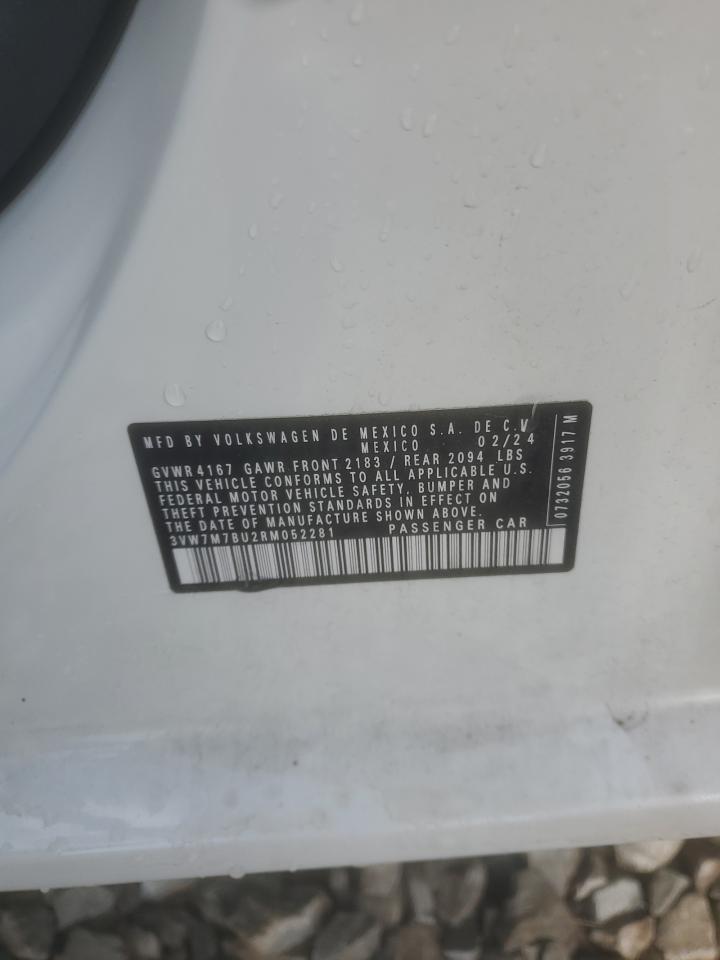 MFD BY VOLKSWAGEN DE MEXICO S.A. DE C.V
MEXICO 02/24
GVWR 4167 GAWR FRONT 2183 / REAR 2094 LBS
THIS VEHICLE CONFORMS TO ALL APPLICABLE U.S.
FEDERAL MOTOR VEHICLE SAFETY, BUMPER AND
THEFT PREVENTION STANDARDS IN EFFECT ON
THE DATE OF MANUFACTURE SHOWN ABOVE.
3VW7M7BU2RM052281 PASSENGER CAR
0732056 3917 M